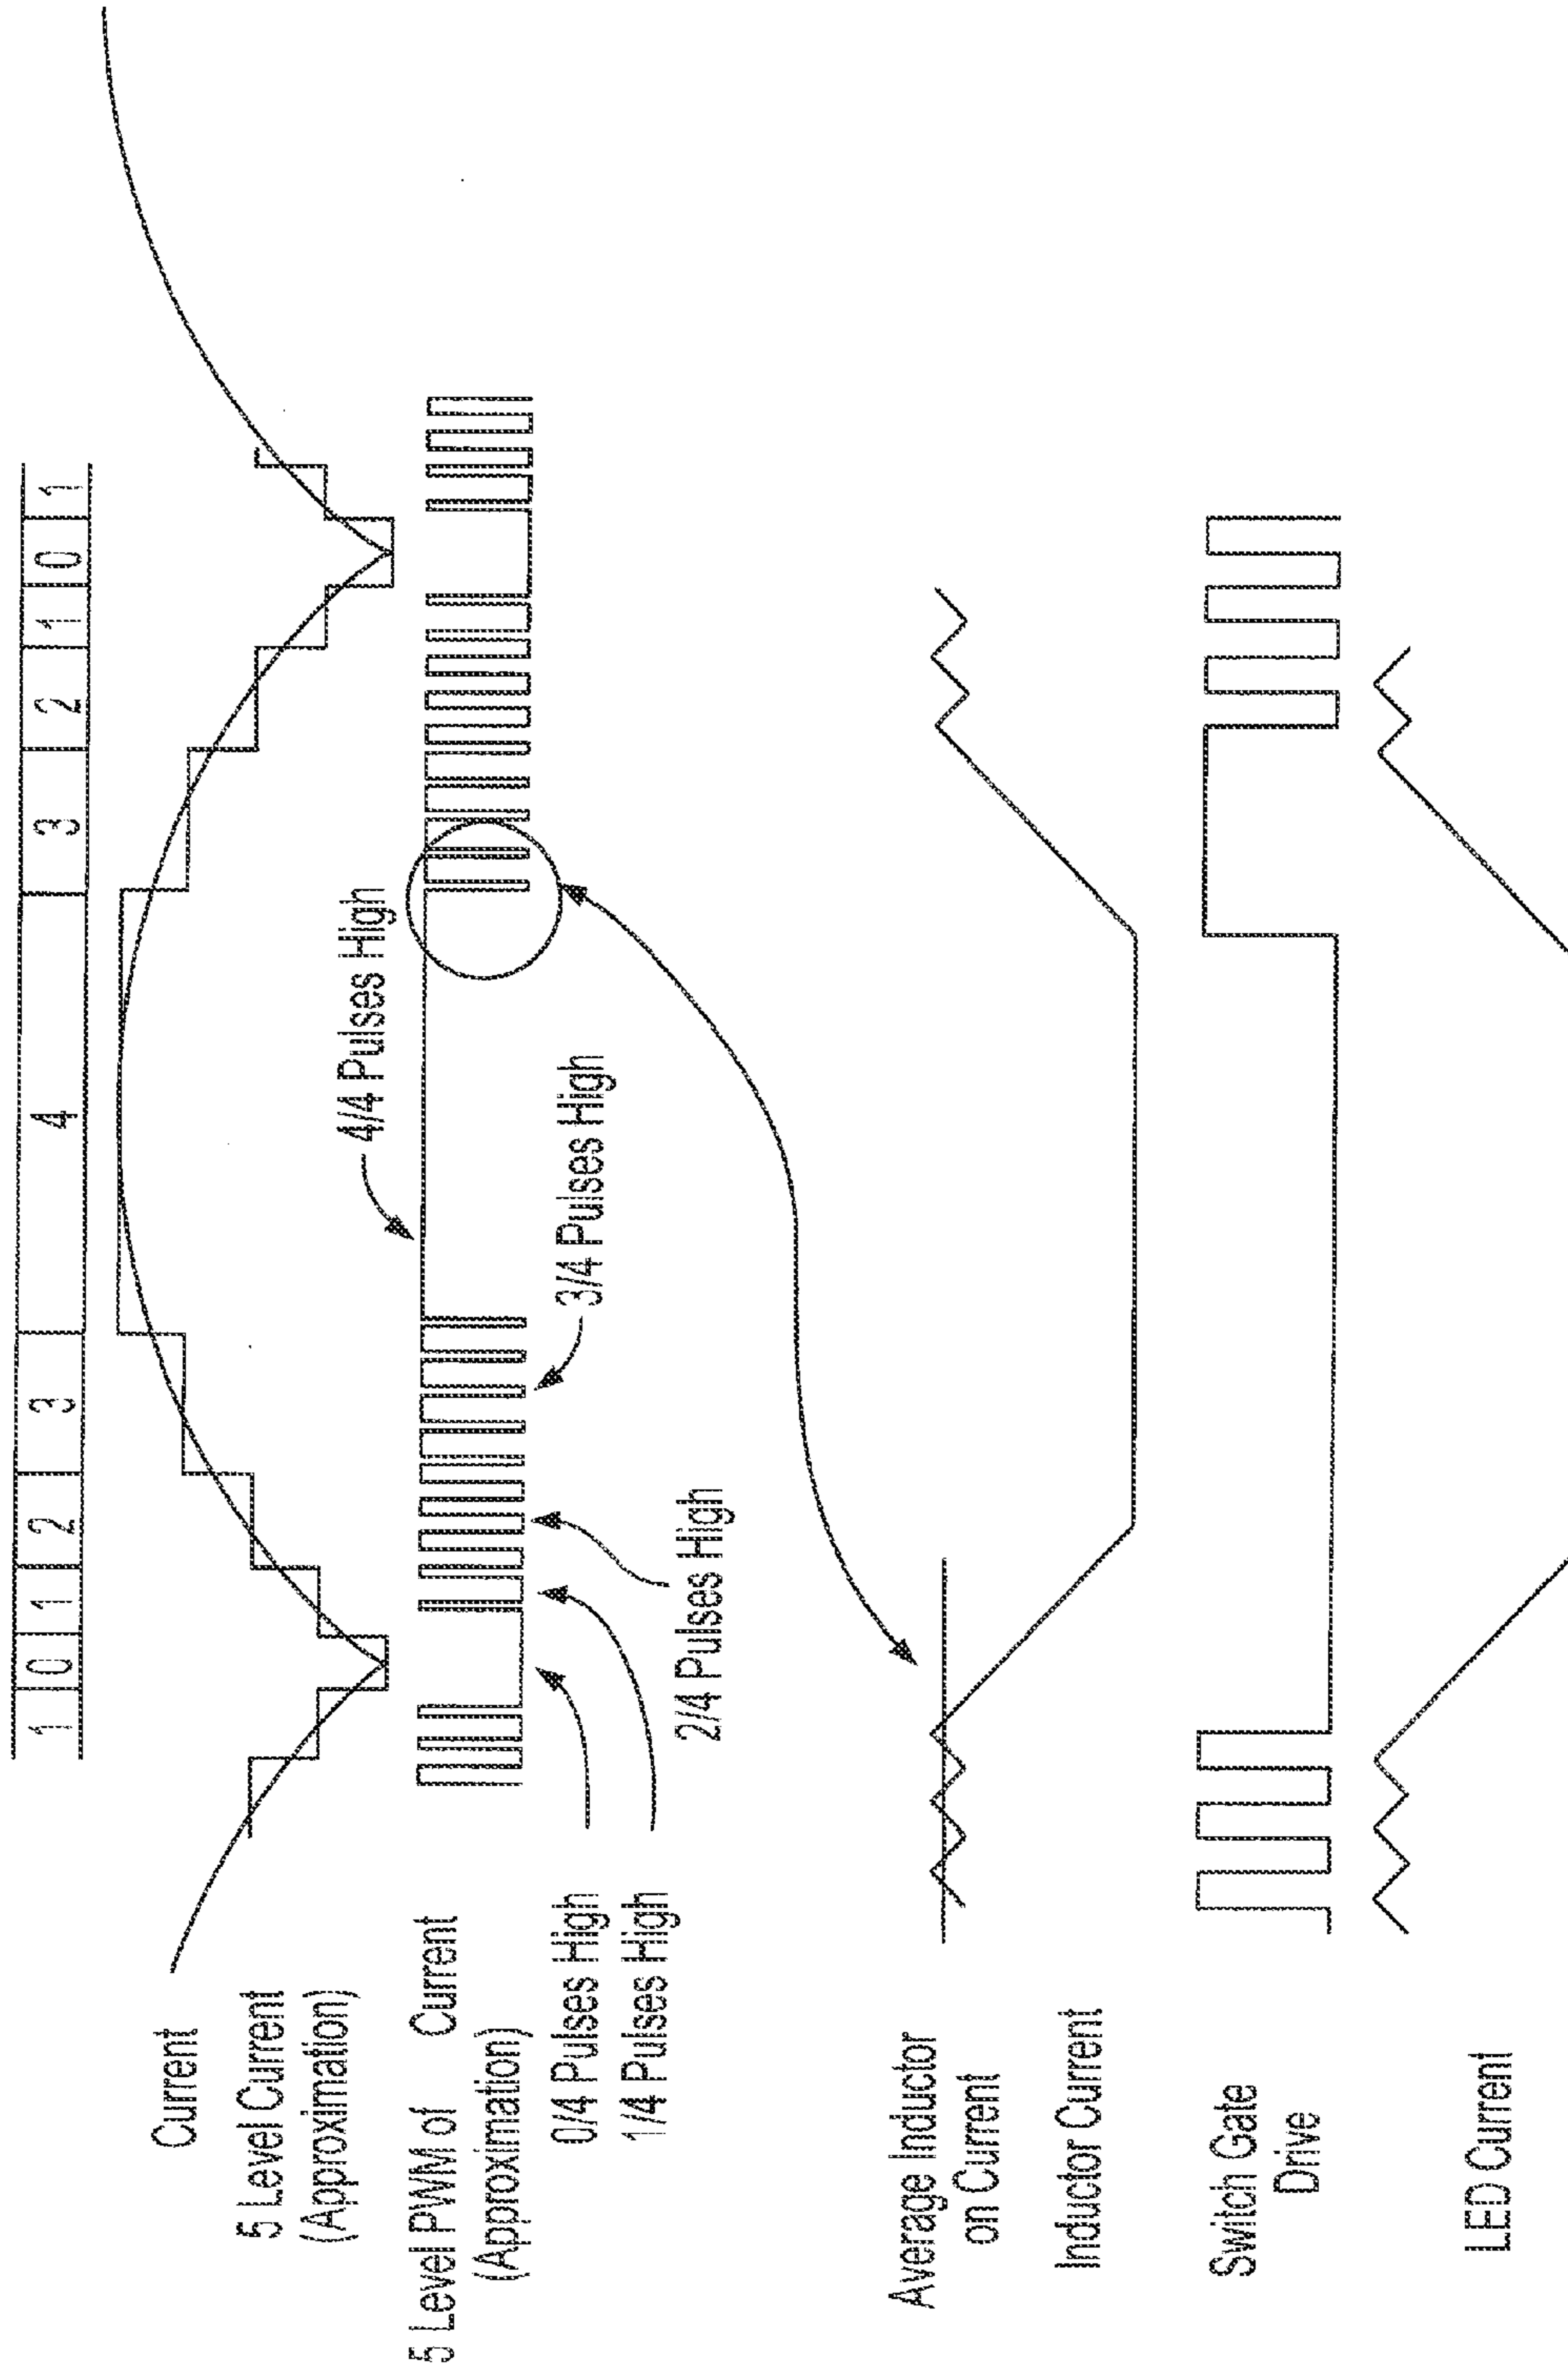 1 0 1 2 3 4 3 2 1 0 1
Current
5 Level Current
(Approximation)
4/4 Pulses High
5 Level PWM of Current
(Approximation)
3/4 Pulses High
0/4 Pulses High
1/4 Pulses High
2/4 Pulses High
Average Inductor
on Current
Inductor Current
Switch Gate
Drive
LED Current